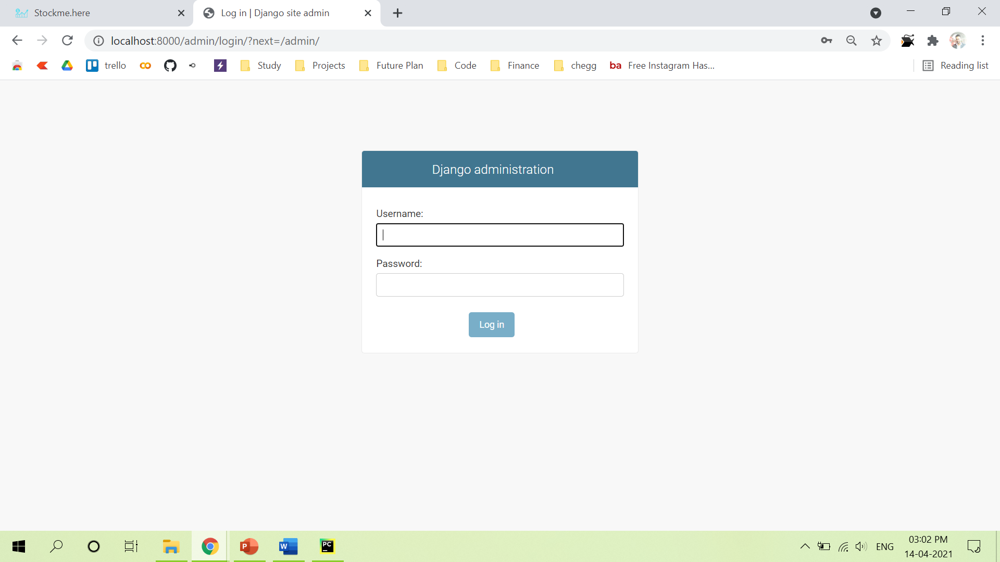 Stockme.here
Log in | Django site admin
localhost:8000/admin/login/?next=/admin/
trello
Study
Projects
Future Plan
Code
Finance
chegg
ba
Free Instagram Has...
Reading list
Django administration
Username:
Password:
Log in
P
W
PC
ENG
03:02 PM
14-04-2021